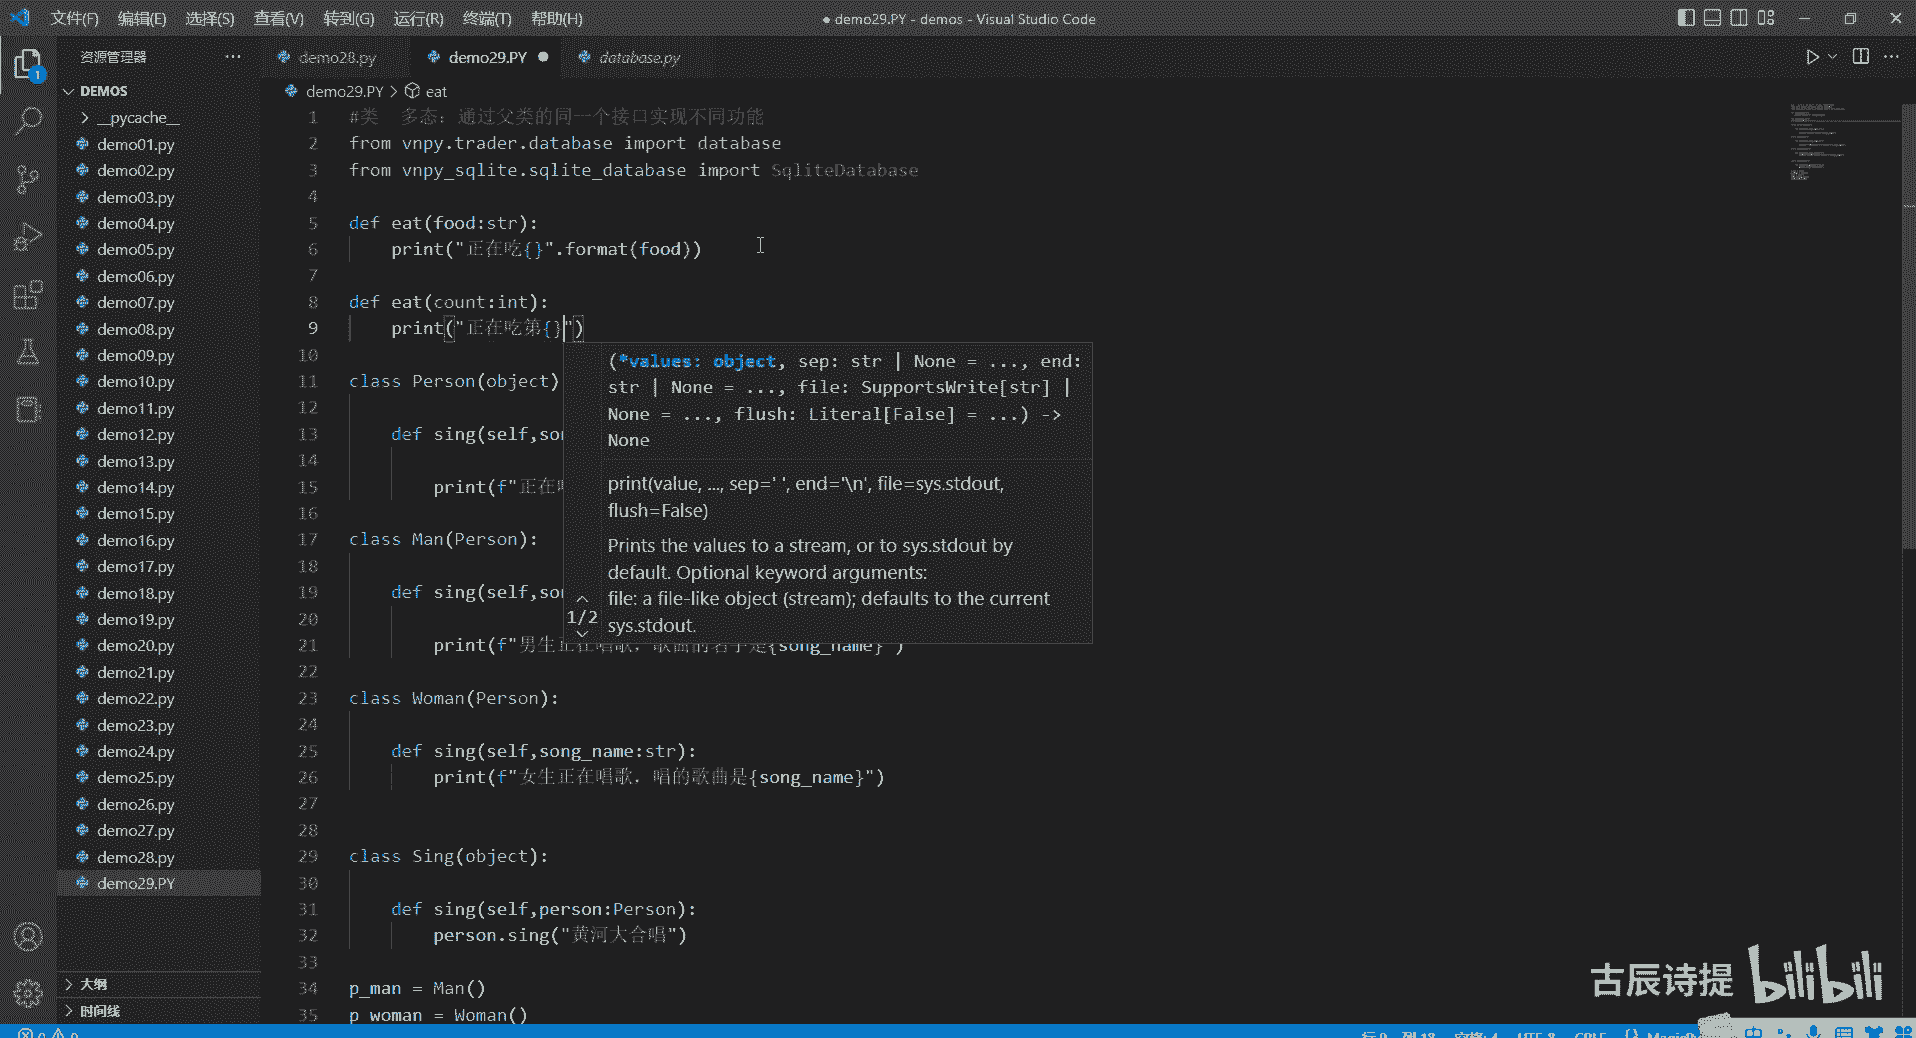 文件(F) 编辑(E) 选择(S) 查看(V) 转到(G) 运行(R) 终端(T) 帮助(H) ● demo29.PY - demos - Visual Studio Code
资源管理器 ···
1
DEMOS
__pycache__
demo01.py
demo02.py
demo03.py
demo04.py
demo05.py
demo06.py
demo07.py
demo08.py
demo09.py
demo10.py
demo11.py
demo12.py
demo13.py
demo14.py
demo15.py
demo16.py
demo17.py
demo18.py
demo19.py
demo20.py
demo21.py
demo22.py
demo23.py
demo24.py
demo25.py
demo26.py
demo27.py
demo28.py
demo29.PY
大纲
时间线
demo28.py demo29.PY ● database.py
demo29.PY > eat
1 #类 多态：通过父类的同一个接口实现不同功能
2 from vnpy.trader.database import database
3 from vnpy_sqlite.sqlite_database import SqliteDatabase
4
5 def eat(food:str):
6 print("正在吃{}".format(food))
7
8 def eat(count:int):
9 print("正在吃第{}")
10
11 class Person(object)
12
13 def sing(self,so
14
15 print(f"正在
16
17 class Man(Person):
18
19 def sing(self,so
20
21 print(f"男生正在唱歌，歌曲的名字是{song_name}")
22
23 class Woman(Person):
24
25 def sing(self,song_name:str):
26 print(f"女生正在唱歌．唱的歌曲是{song_name}")
27
28
29 class Sing(object):
30
31 def sing(self,person:Person):
32 person.sing("黄河大合唱")
33
34 p_man = Man()
35 p_woman = Woman()
(*values: object, sep: str | None = ..., end:
str | None = ..., file: SupportsWrite[str] |
None = ..., flush: Literal[False] = ...) ->
None
print(value, ..., sep=' ', end='\n', file=sys.stdout,
flush=False)
Prints the values to a stream, or to sys.stdout by
default. Optional keyword arguments:
file: a file-like object (stream); defaults to the current
sys.stdout.
1/2
古辰诗提 bilibili